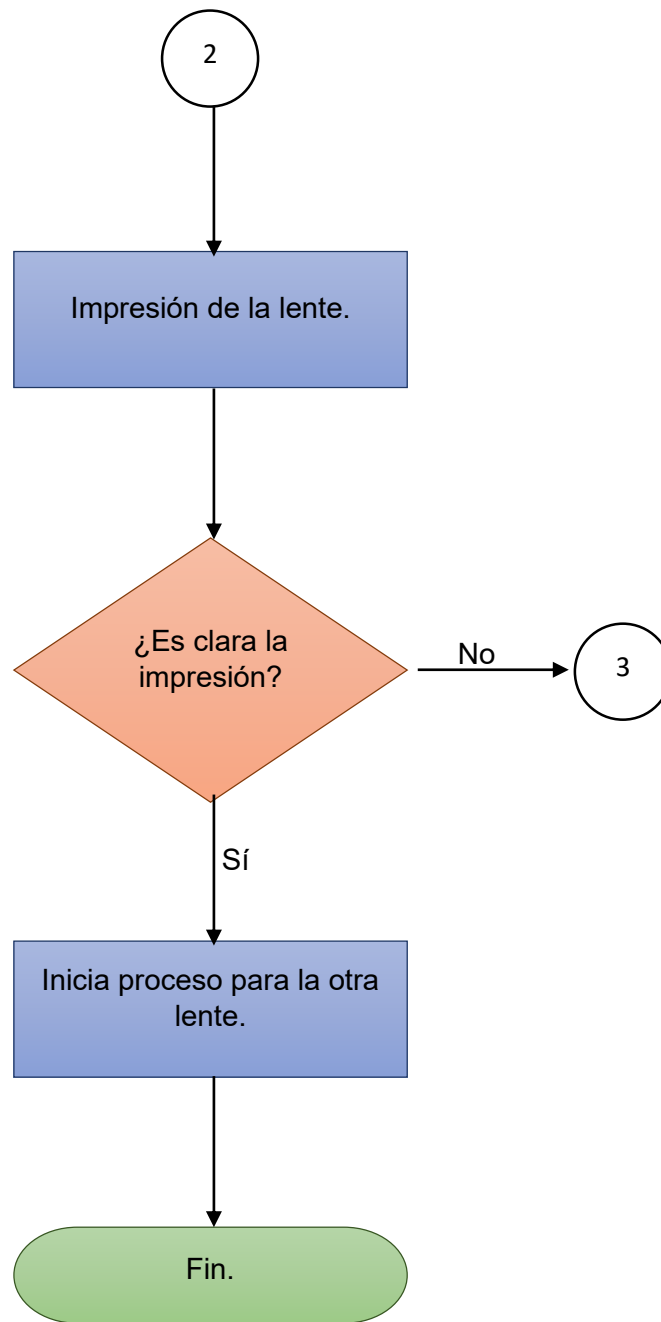 2
Impresión de la lente.
¿Es clara la
impresión?
No
3
Sí
Inicia proceso para la otra
lente.
Fin.